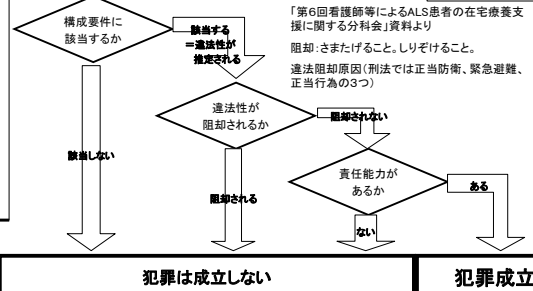 構成要件に
該当するか
該当する
＝違法性が
推定される
「第6回看護師等によるALS患者の在宅療養支
援に関する分科会」資料より
阻却：さまたげること。しりぞけること。
違法阻却原因(刑法では正当防衛、緊急避難、
正当行為の3つ)
違法性が
阻却されるか
阻却されない
該当しない
責任能力が
あるか
ある
阻却される
ない
犯罪は成立しない
犯罪成立